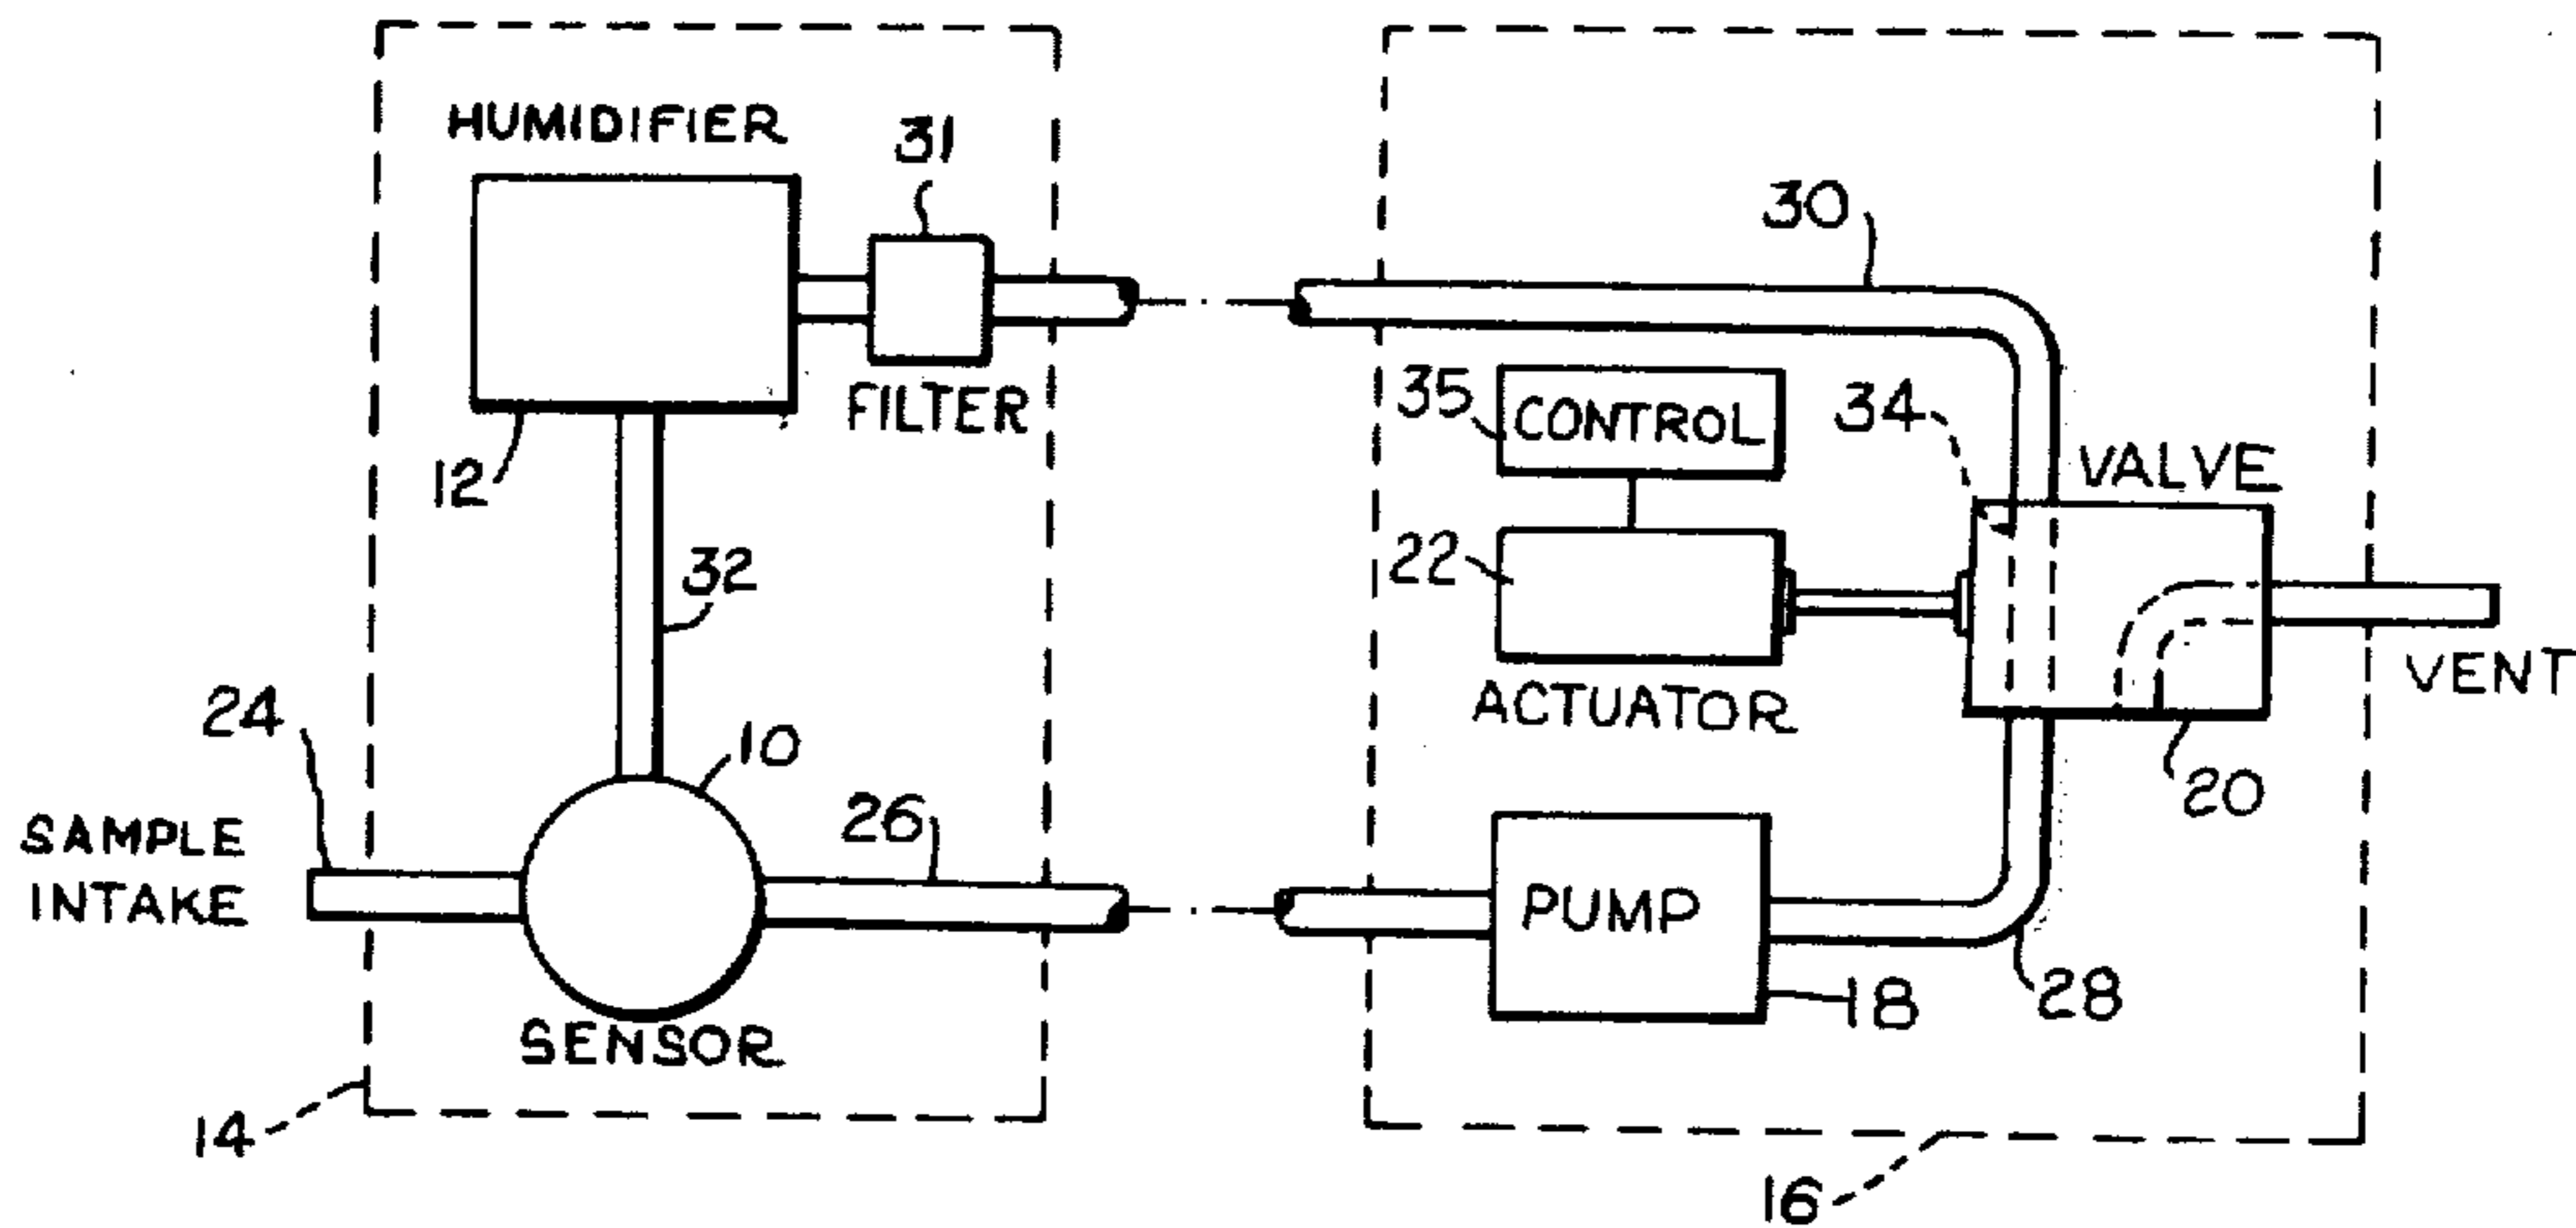 HUMIDIFIER
31
30
12
FILTER
35
CONTROL
34
VALVE
32
22
ACTUATOR
VENT
24
10
20
SAMPLE
INTAKE
26
PUMP
18
28
SENSOR
14
16